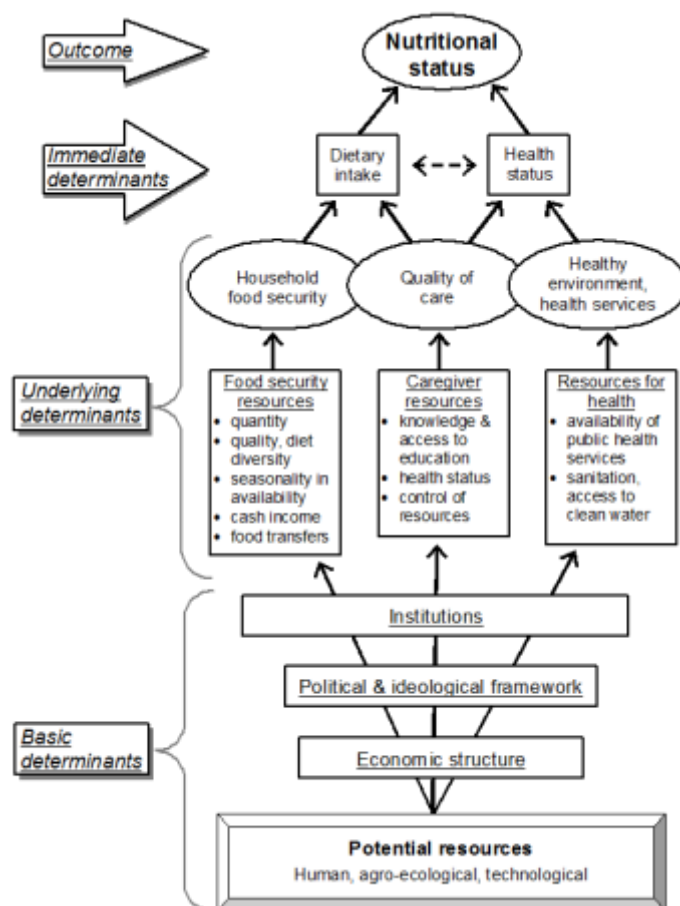 Outcome
Nutritional
status
Immediate
determinants
Dietary
intake
Health
status
Household
food security
Quality of
care
Healthy
environment,
health services
Underlying
determinants
Food security
resources
• quantity
• quality, diet
diversity
• seasonality in
availability
• cash income
• food transfers
Caregiver
resources
• knowledge &
access to
education
• health status
• control of
resources
Resources for
health
• availability of
public health
services
• sanitation,
access to
clean water
Basic
determinants
Institutions
Political & ideological framework
Economic structure
Potential resources
Human, agro-ecological, technological